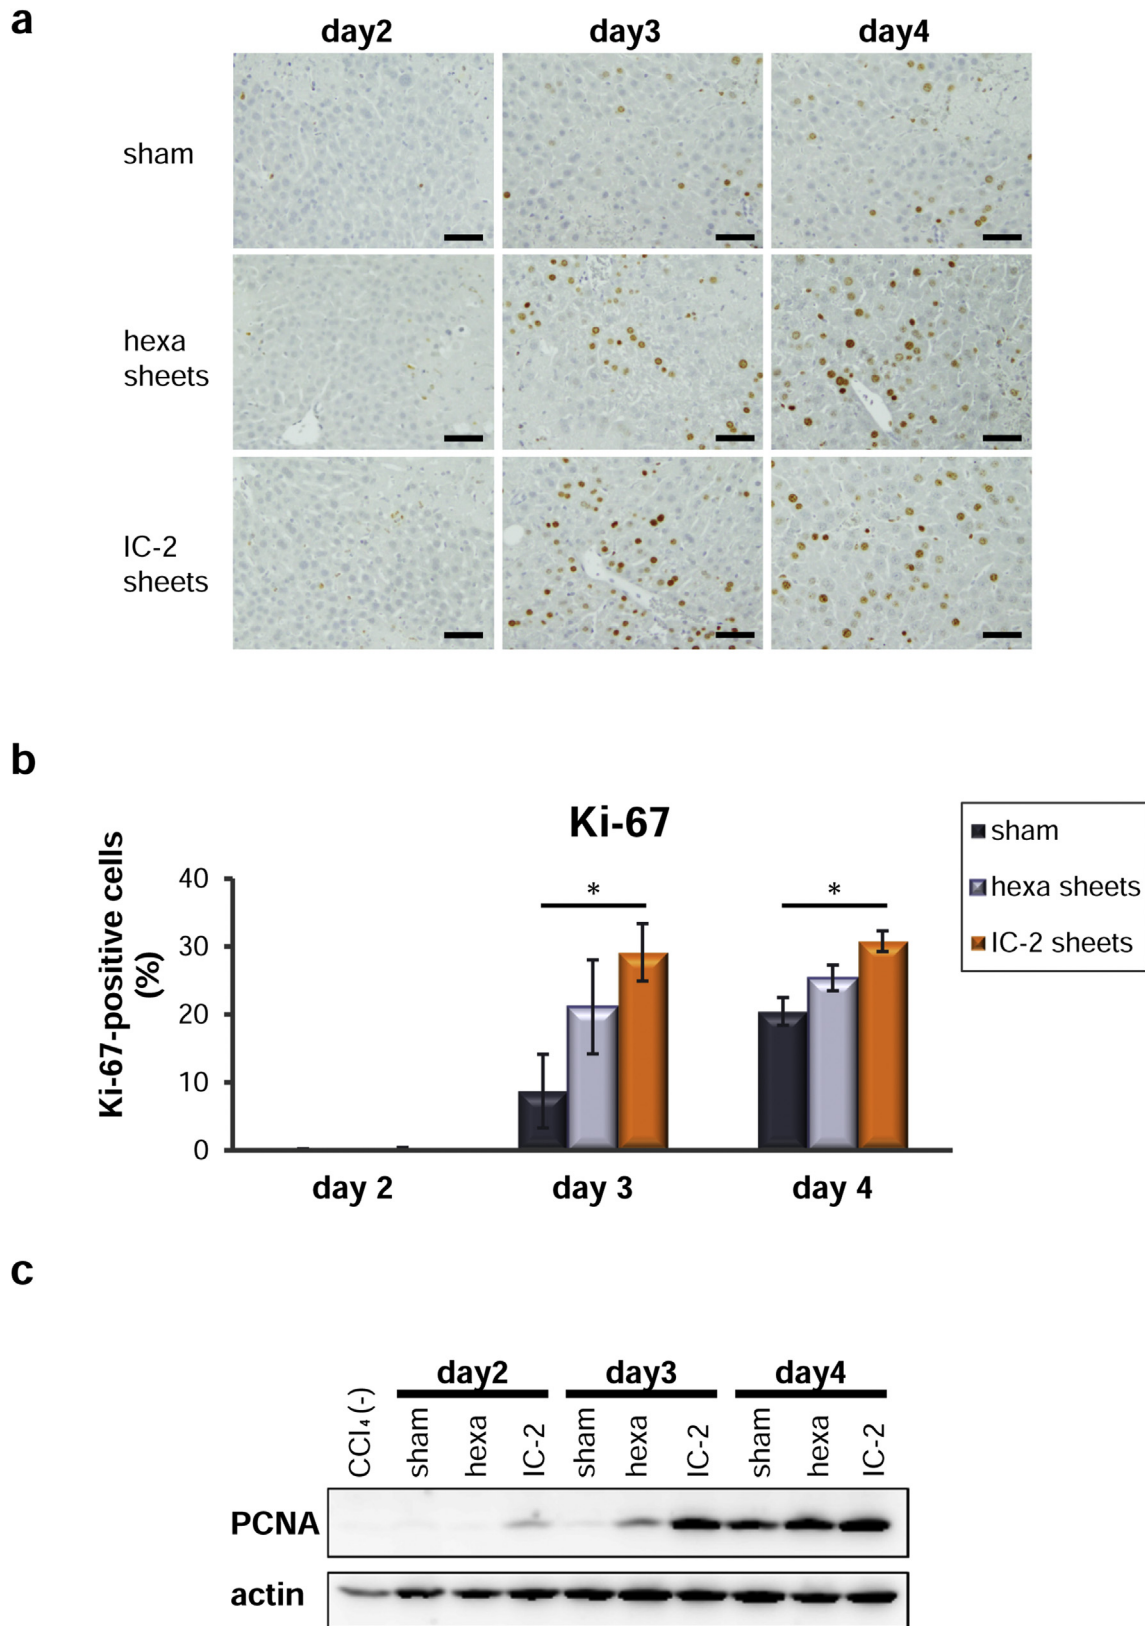 a
day2 day3 day4
sham
hexa
sheets
IC-2
sheets
b
Ki-67
Ki-67-positive cells
(%)
40
30
20
10
0
* *
day 2 day 3 day 4
sham
hexa sheets
IC-2 sheets
c
day2 day3 day4
CCl₄ (-) sham hexa IC-2 sham hexa IC-2 sham hexa IC-2
PCNA
actin